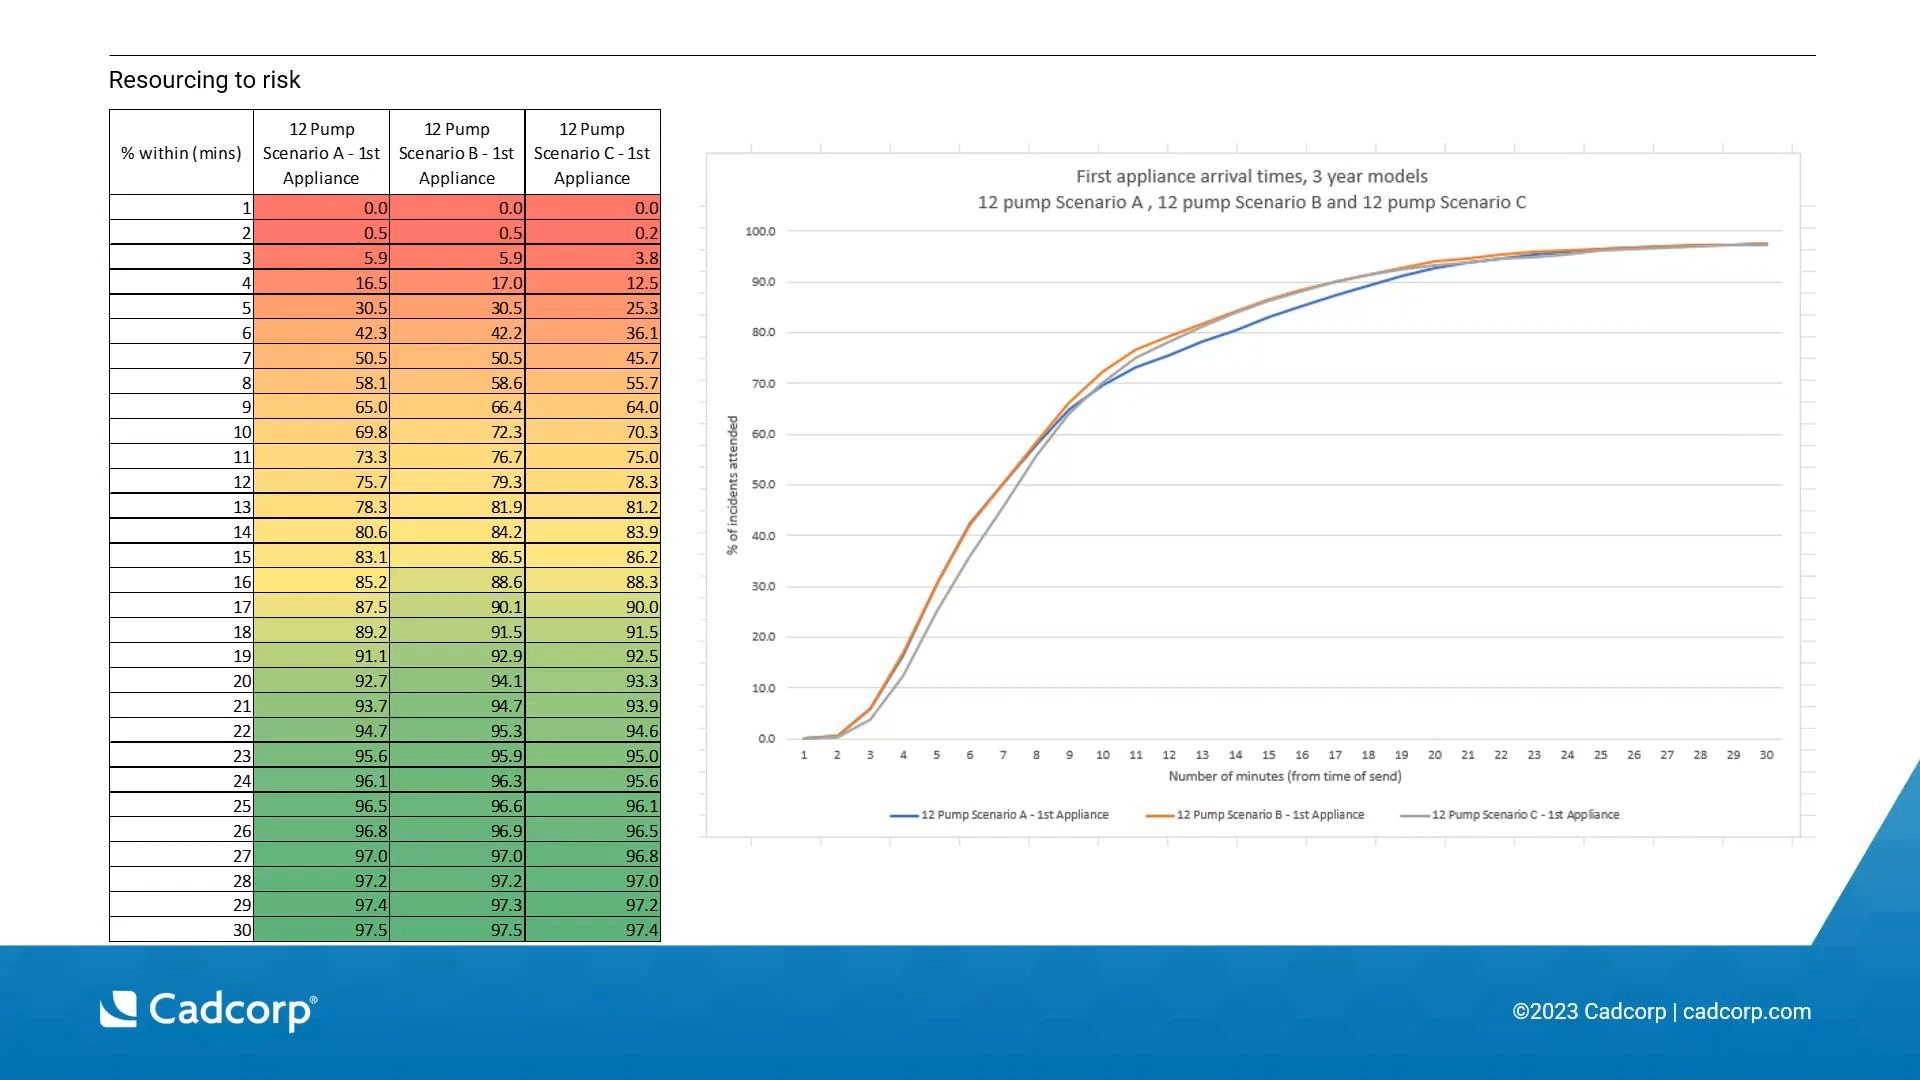 Resourcing to risk
% within (mins)
12 Pump
Scenario A - 1st
Appliance
12 Pump
Scenario B - 1st
Appliance
12 Pump
Scenario C - 1st
Appliance
1 0.0 0.0 0.0
2 0.5 0.5 0.2
3 5.9 5.9 3.8
4 16.5 17.0 12.5
5 30.5 30.5 25.3
6 42.3 42.2 36.1
7 50.5 50.5 45.7
8 58.1 58.6 55.7
9 65.0 66.4 64.0
10 69.8 72.3 70.3
11 73.3 76.7 75.0
12 75.7 79.3 78.3
13 78.3 81.9 81.2
14 80.6 84.2 83.9
15 83.1 86.5 86.2
16 85.2 88.6 88.3
17 87.5 90.1 90.0
18 89.2 91.5 91.5
19 91.1 92.9 92.5
20 92.7 94.1 93.3
21 93.7 94.7 93.9
22 94.7 95.3 94.6
23 95.6 95.9 95.0
24 96.1 96.3 95.6
25 96.5 96.6 96.1
26 96.8 96.9 96.5
27 97.0 97.0 96.8
28 97.2 97.2 97.0
29 97.4 97.3 97.2
30 97.5 97.5 97.4
First appliance arrival times, 3 year models
12 pump Scenario A , 12 pump Scenario B and 12 pump Scenario C
% of incidents attended
100.0
90.0
80.0
70.0
60.0
50.0
40.0
30.0
20.0
10.0
0.0
1 2 3 4 5 6 7 8 9 10 11 12 13 14 15 16 17 18 19 20 21 22 23 24 25 26 27 28 29 30
Number of minutes (from time of send)
12 Pump Scenario A - 1st Appliance 12 Pump Scenario B - 1st Appliance 12 Pump Scenario C - 1st Appliance
Cadcorp®
©2023 Cadcorp | cadcorp.com